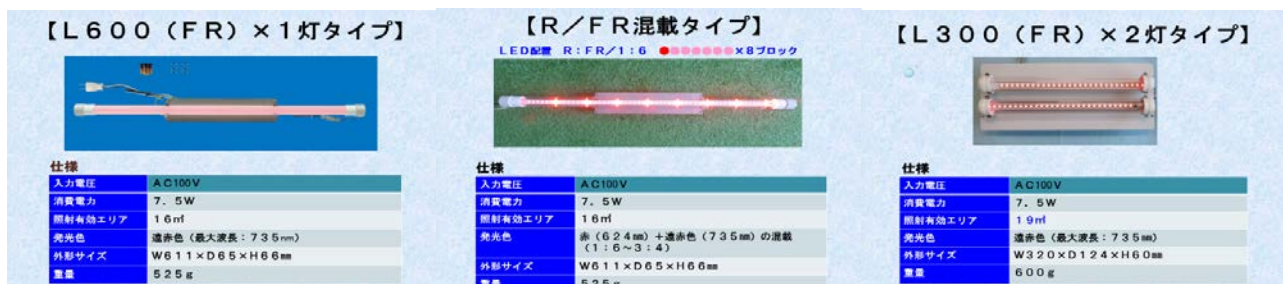 【L600（FR）×1灯タイプ】
仕様
入力電圧 AC100V
消費電力 7．5W
照射有効エリア 16㎡
発光色 遠赤色（最大波長：735nm）
外形サイズ W611×D65×H66㎜
重量 525g
【R／FR混載タイプ】
LED配置 R：FR／1：6 ×8ブロック
仕様
入力電圧 AC100V
消費電力 7．5W
照射有効エリア 16㎡
発光色 赤（624㎚）＋遠赤色（735㎚）の混載
（1：6～3：4）
外形サイズ W611×D65×H66㎜
重量 525g
【L300（FR）×2灯タイプ】
仕様
入力電圧 AC100V
消費電力 7．5W
照射有効エリア 19㎡
発光色 遠赤色（最大波長：735㎚）
外形サイズ W320×D124×H60㎜
重量 600g